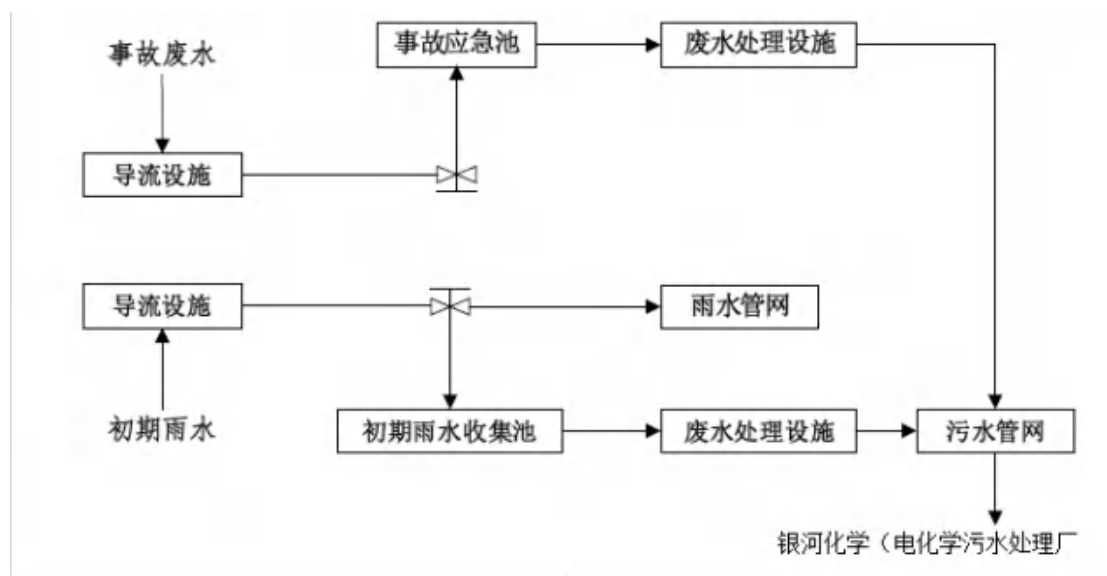 事故废水
事故应急池
废水处理设施
导流设施
导流设施
雨水管网
初期雨水
初期雨水收集池
废水处理设施
污水管网
银河化学（电化学污水处理厂